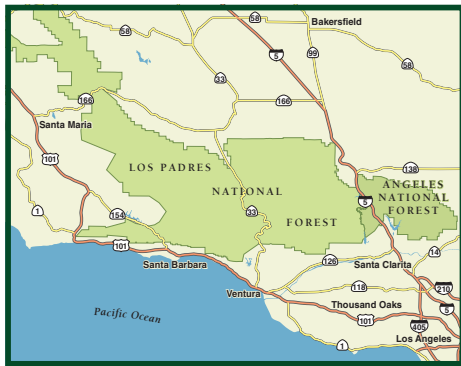 58
58
Bakersfield
5
99
58
33
166
166
Santa Maria
101
LOS PADRES
138
ANGELES
NATIONAL
FOREST
NATIONAL
5
1
154
33
FOREST
101
14
Santa Barbara
126
Santa Clarita
118
210
Ventura
Thousand Oaks
5
Pacific Ocean
101
405
Los Angeles
1